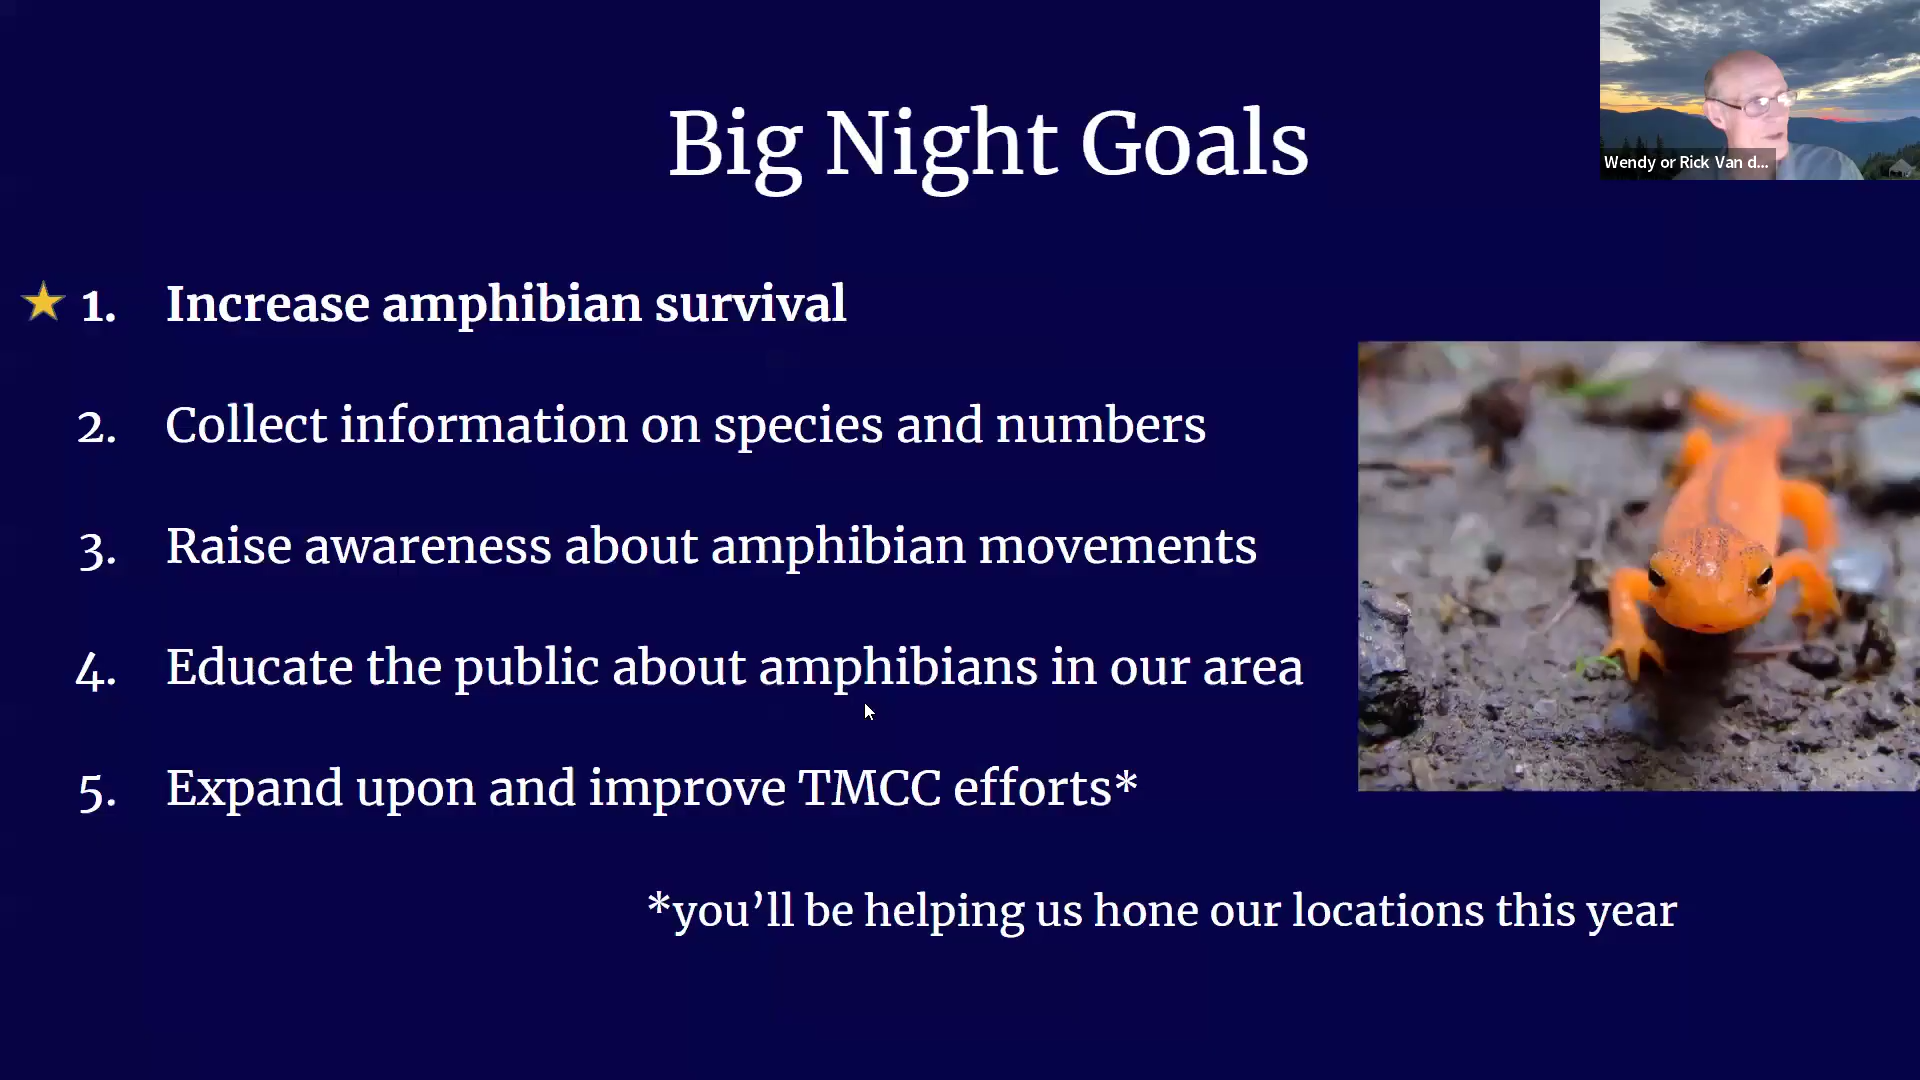 Big Night Goals
Wendy or Rick Van d...
1. Increase amphibian survival
2. Collect information on species and numbers
3. Raise awareness about amphibian movements
4. Educate the public about amphibians in our area
5. Expand upon and improve TMCC efforts*
*you’ll be helping us hone our locations this year